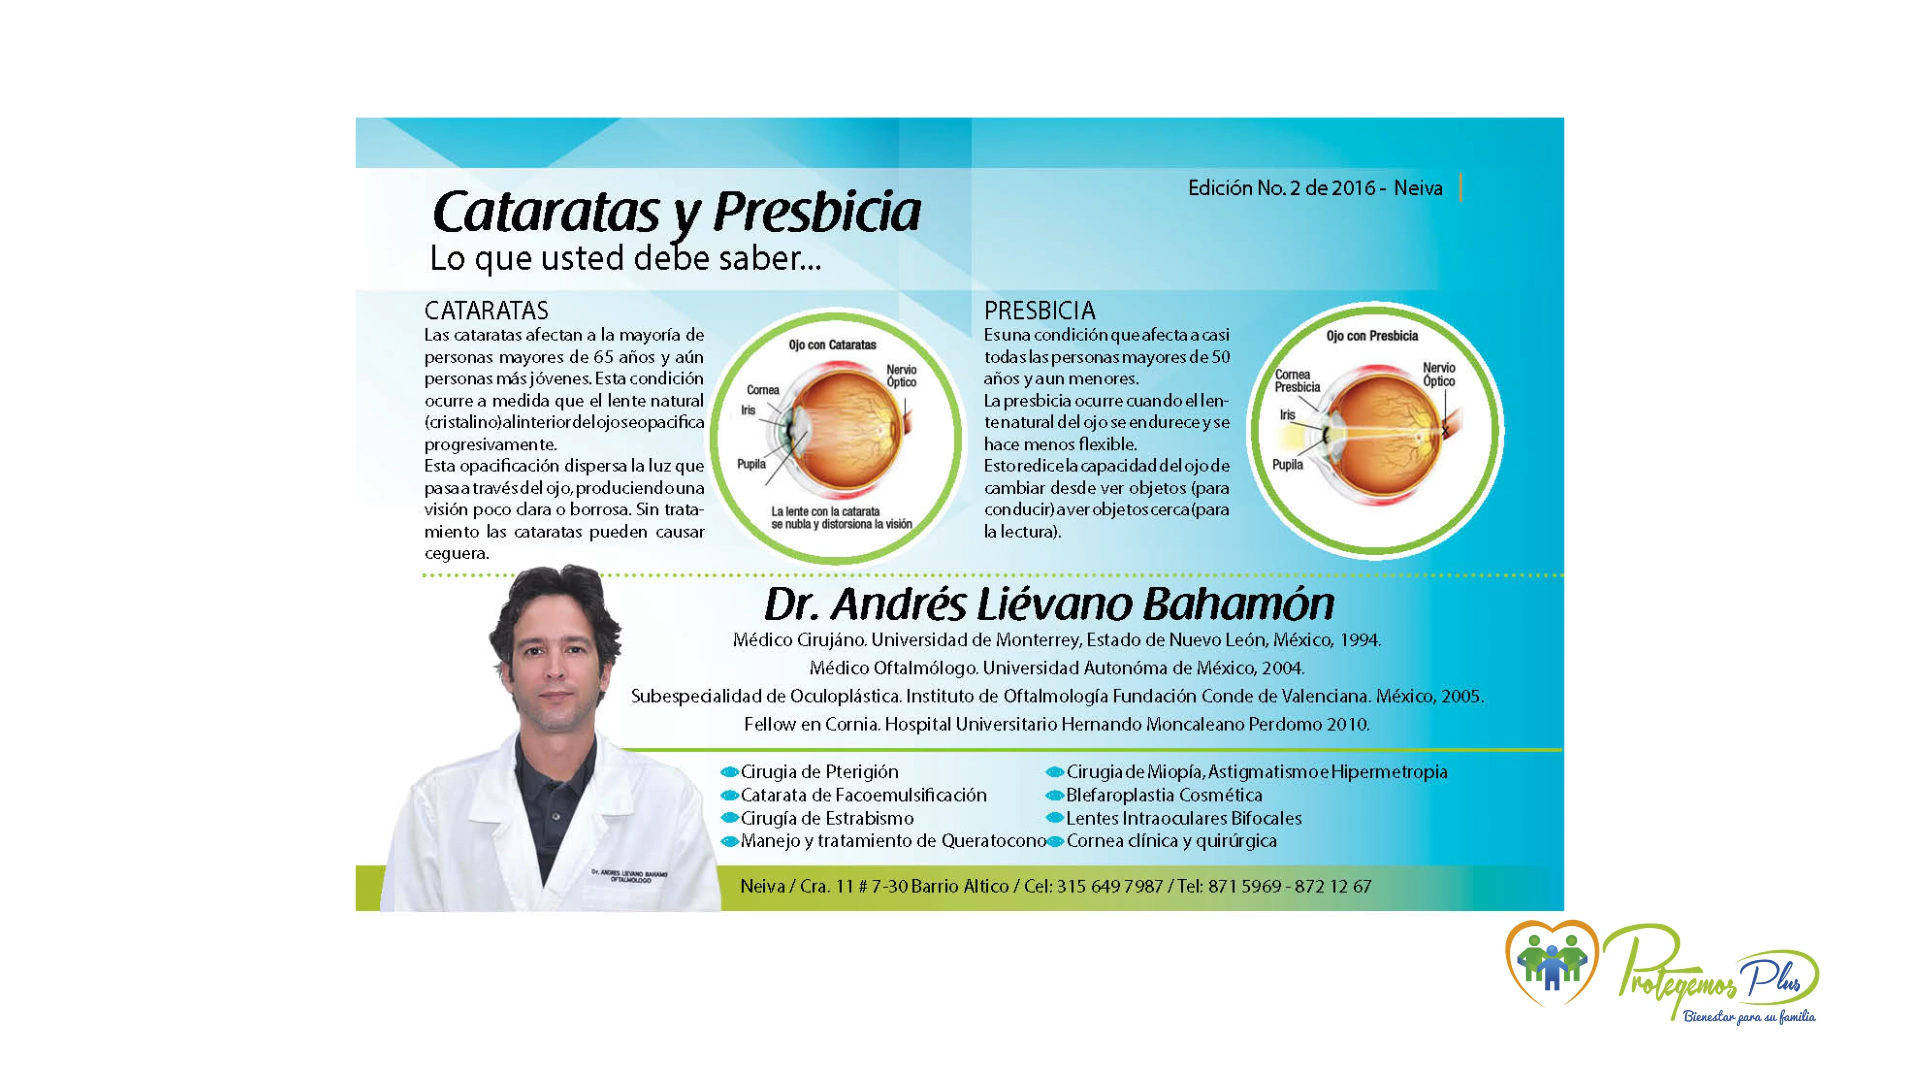 Edición No. 2 de 2016 - Neiva
Cataratas y Presbicia
Lo que usted debe saber...
CATARATAS
Las cataratas afectan a la mayoría de
personas mayores de 65 años y aún
personas más jóvenes. Esta condición
ocurre a medida que el lente natural
(cristalino) al interior del ojo se opacifica
progresivamente.
Esta opacificación dispersa la luz que
pasa a través del ojo, produciendo una
visión poco clara o borrosa. Sin trata-
miento las cataratas pueden causar
ceguera.
Ojo con Cataratas
Nervio
Óptico
Cornea
Iris
Pupila
La lente con la catarata
se nubla y distorsiona la visión
PRESBICIA
Es una condición que afecta a casi
todas las personas mayores de 50
años y aun menores.
La presbicia ocurre cuando el len-
te natural del ojo se endurece y se
hace menos flexible.
Esto redice la capacidad del ojo de
cambiar desde ver objetos (para
conducir) a ver objetos cerca (para
la lectura).
Ojo con Presbicia
Nervio
Óptico
Cornea
Presbicia
Iris
Pupila
x
Dr. Andrés Liévano Bahamón
Médico Cirujáno. Universidad de Monterrey, Estado de Nuevo León, México, 1994.
Médico Oftalmólogo. Universidad Autonóma de México, 2004.
Subespecialidad de Oculoplástica. Instituto de Oftalmología Fundación Conde de Valenciana. México, 2005.
Fellow en Cornia. Hospital Universitario Hernando Moncaleano Perdomo 2010.
Cirugia de Pterigión
Catarata de Facoemulsificación
Cirugía de Estrabismo
Manejo y tratamiento de Queratocono
Cirugia de Miopía, Astigmatismo e Hipermetropia
Blefaroplastia Cosmética
Lentes Intraoculares Bifocales
Cornea clínica y quirúrgica
Dr. ANDRES LIEVANO BAHAMO
OFTALMOLOGO
Neiva / Cra. 11 # 7-30 Barrio Altico / Cel: 315 649 7987 / Tel: 871 5969 - 872 12 67
Protegemos Plus
Bienestar para su familia